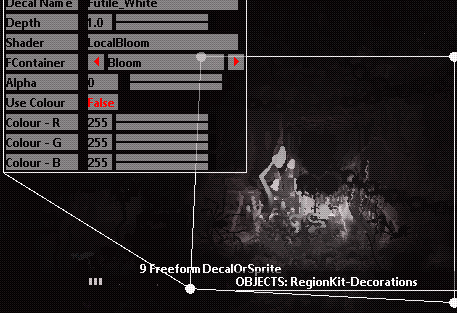 Decal Name Futile_White
Depth 1.0
Shader LocalBloom
FContainer Bloom
Alpha 0
Use Colour False
Colour - R 255
Colour - G 255
Colour - B 255
9 Freeform DecalOrSprite
OBJECTS: RegionKit-Decorations